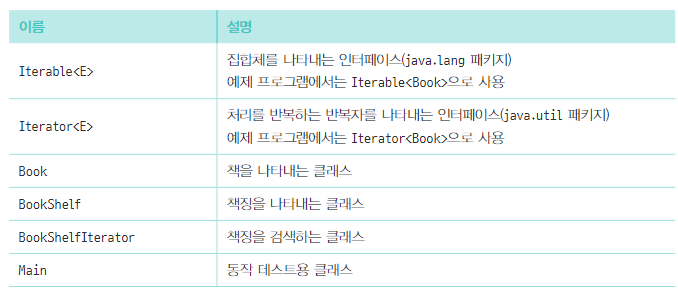 이름 설명
Iterable<E> 집합체를 나타내는 인터페이스(java.lang 패키지)
예제 프로그램에서는 Iterable<Book>으로 사용
Iterator<E> 처리를 반복하는 반복자를 나타내는 인터페이스(java.util 패키지)
예제 프로그램에서는 Iterator<Book>으로 사용
Book 책을 나타내는 클래스
BookShelf 책장을 나타내는 클래스
BookShelfIterator 책장을 검색하는 클래스
Main 동작 테스트용 클래스